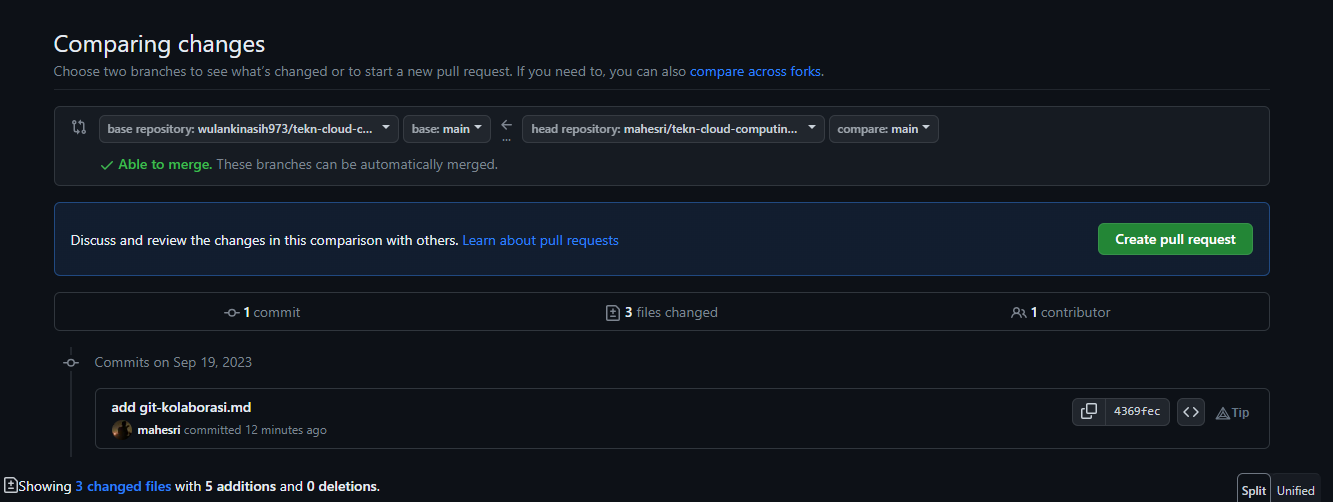 Comparing changes
Choose two branches to see what's changed or to start a new pull request. If you need to, you can also compare across forks.
base repository: wulankinasih973/tekn-cloud-c... base: main ... head repository: mahesri/tekn-cloud-computin... compare: main
Able to merge. These branches can be automatically merged.
Discuss and review the changes in this comparison with others. Learn about pull requests Create pull request
1 commit 3 files changed 1 contributor
Commits on Sep 19, 2023
add git-kolaborasi.md
4369fec <> Tip
mahesri committed 12 minutes ago
Showing 3 changed files with 5 additions and 0 deletions. Split Unified